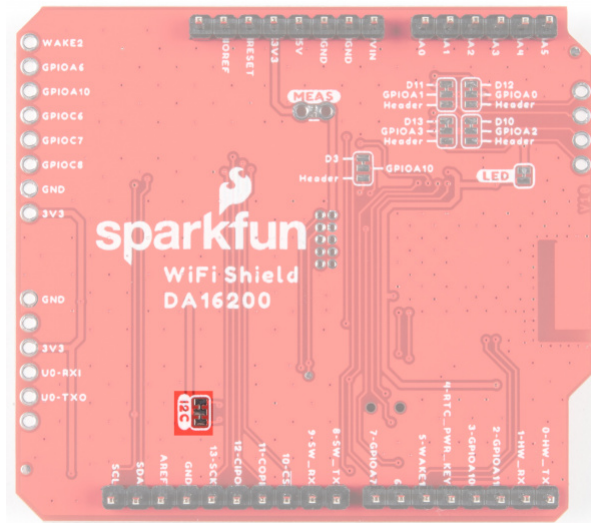 WAKE2
GPIOA6
GPIOA10
GPIOC6
GPIOC7
GPIOC8
GND
3V3
GND
3V3
U0-RXI
U0-TXO
IOREF
RESET
3V3
5V
GND
GND
VIN
A0
A1
A2
A3
A4
A5
MEAS
D11
GPIOA1
Header
D12
GPIOA0
Header
D13
GPIOA3
Header
D10
GPIOA2
Header
D3
GPIOA10
Header
LED
sparkfun
WiFi Shield
DA16200
I2C
SCL
SDA
AREF
GND
13-SCK
12-CIPO
11-COPI
10-CS
9-SW_RX
8-SW_TX
7-GPIOA7
6
5-WAKE2
4-RTC_PWR_KEY
3-GPIOA10
2-GPIOA11
1-HW_RX
0-HW_TX